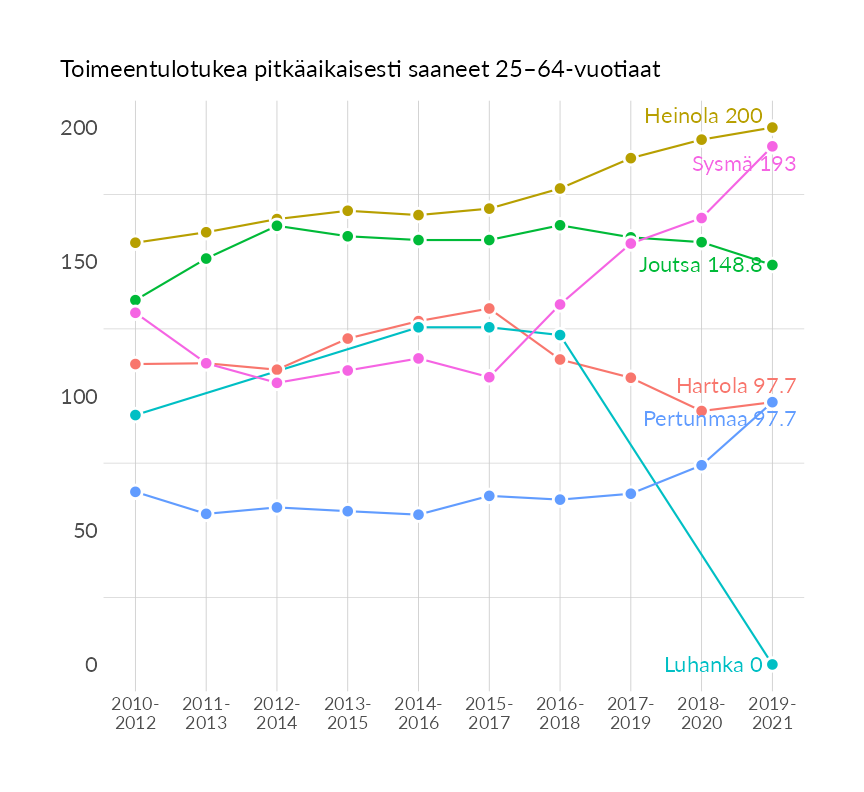 Toimeentulotukea pitkäaikaisesti saaneet 25–64-vuotiaat
200
Heinola 200
Sysmä 193
150
Joutsa 148.8
100
Hartola 97.7
Pertunmaa 97.7
50
0
Luhanka 0
2010- 2011- 2012- 2013- 2014- 2015- 2016- 2017- 2018- 2019-
2012 2013 2014 2015 2016 2017 2018 2019 2020 2021